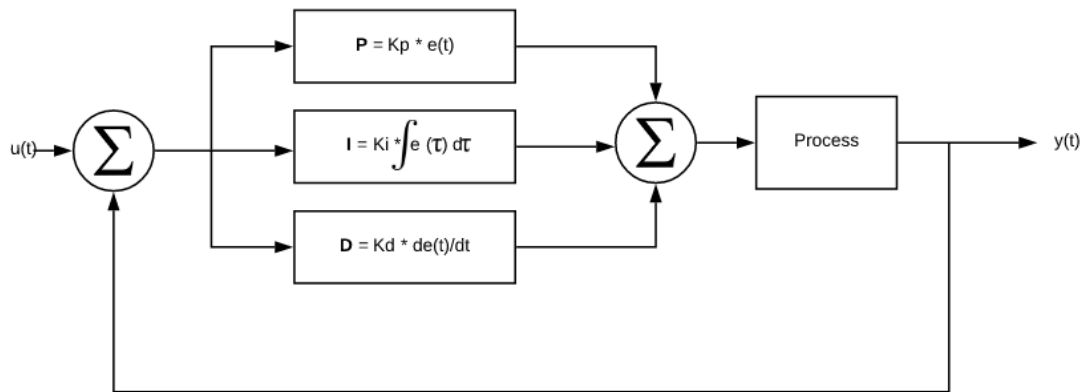 P = Kp * e(t)
u(t)
Σ
I = Ki * ∫e (τ) dτ
Σ
Process
y(t)
D = Kd * de(t)/dt